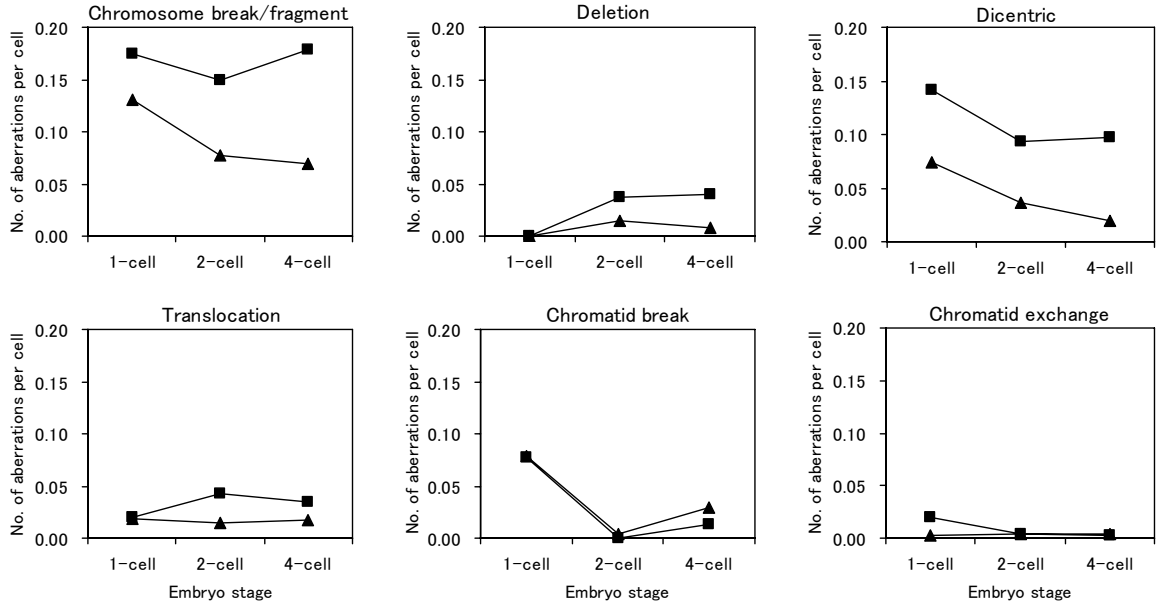 Chromosome break/fragment
No. of aberrations per cell
0.20
0.15
0.10
0.05
0.00
1-cell 2-cell 4-cell
Deletion
No. of aberrations per cell
0.20
0.15
0.10
0.05
0.00
1-cell 2-cell 4-cell
Dicentric
No. of aberrations per cell
0.20
0.15
0.10
0.05
0.00
1-cell 2-cell 4-cell
Translocation
No. of aberrations per cell
0.20
0.15
0.10
0.05
0.00
1-cell 2-cell 4-cell
Embryo stage
Chromatid break
No. of aberrations per cell
0.20
0.15
0.10
0.05
0.00
1-cell 2-cell 4-cell
Embryo stage
Chromatid exchange
No. of aberrations per cell
0.20
0.15
0.10
0.05
0.00
1-cell 2-cell 4-cell
Embryo stage